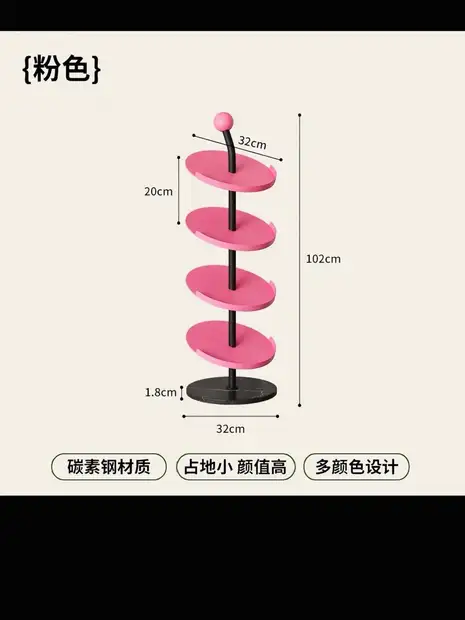 {粉色}
32cm
20cm
102cm
1.8cm
32cm
碳素钢材质
占地小 颜值高
多颜色设计